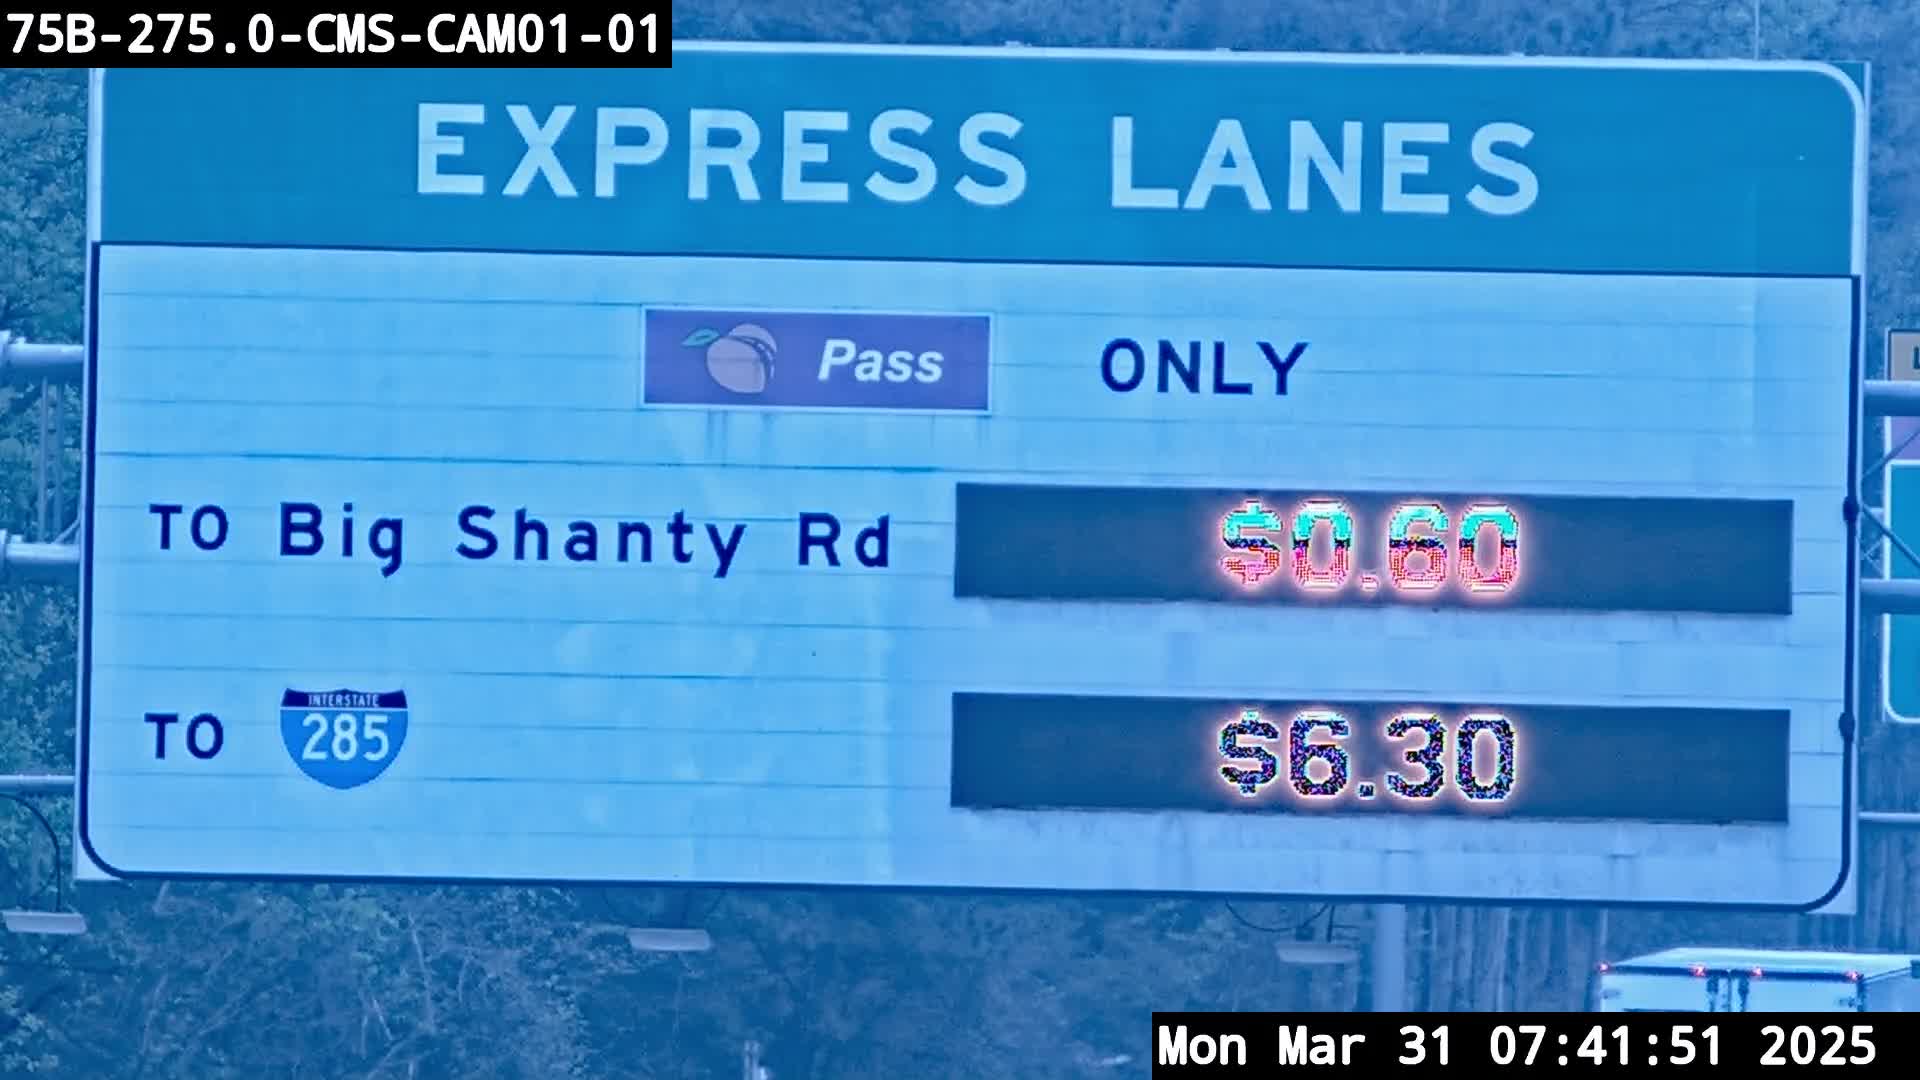 75B-275.0-CMS-CAM01-01
EXPRESS LANES
Pass ONLY
TO Big Shanty Rd $0.60
INTERSTATE
TO 285 $6.30
Mon Mar 31 07:41:51 2025